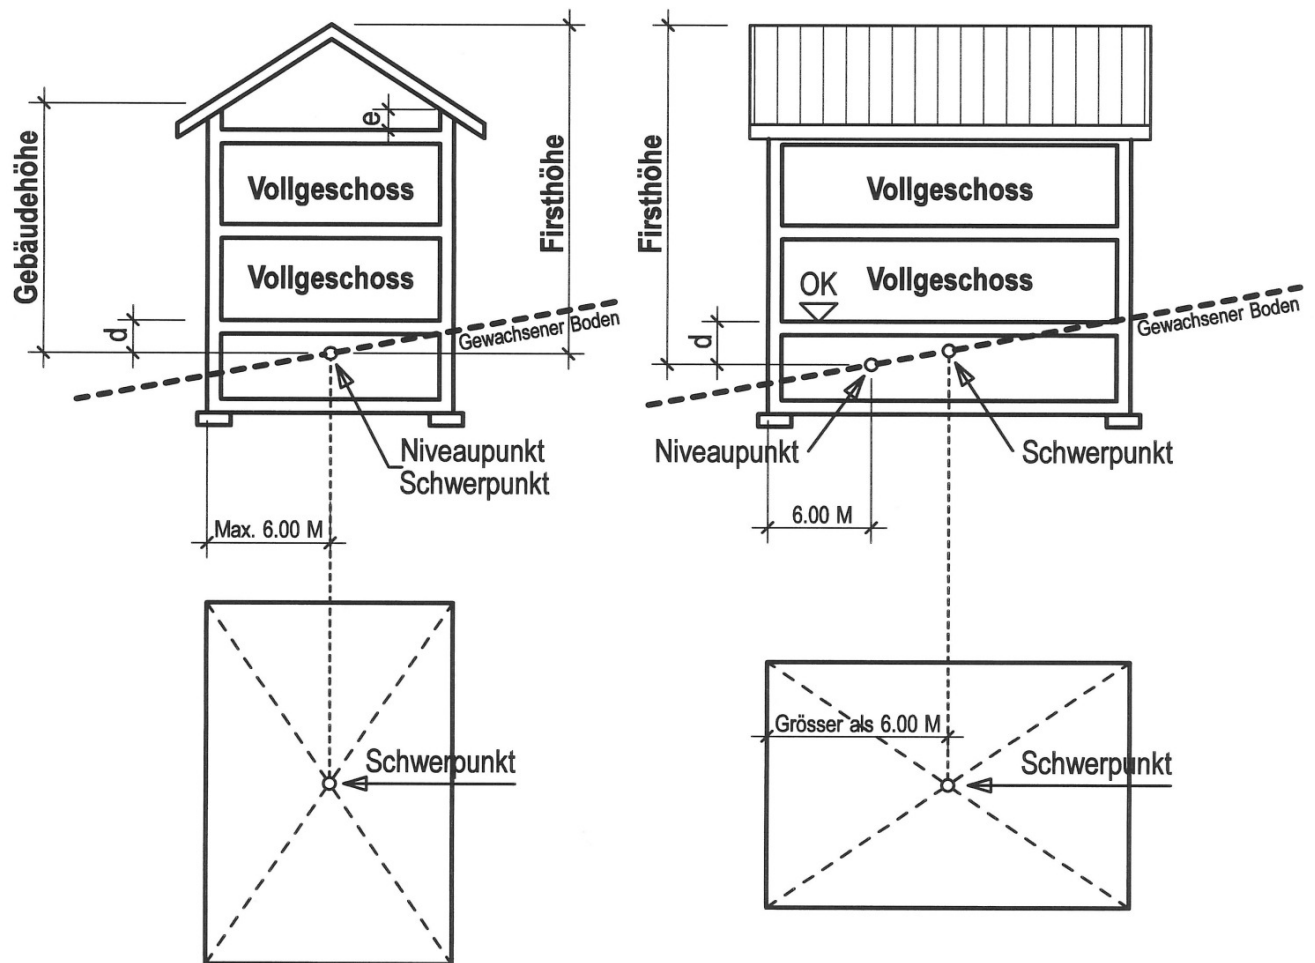 Gebäudehöhe
d
e
Firsthöhe
Vollgeschoss
Vollgeschoss
Gewachsener Boden
Niveaupunkt
Schwerpunkt
Max. 6.00 M
Schwerpunkt
Firsthöhe
d
Vollgeschoss
OK
Vollgeschoss
Gewachsener Boden
Niveaupunkt
Schwerpunkt
6.00 M
Grösser als 6.00 M
Schwerpunkt